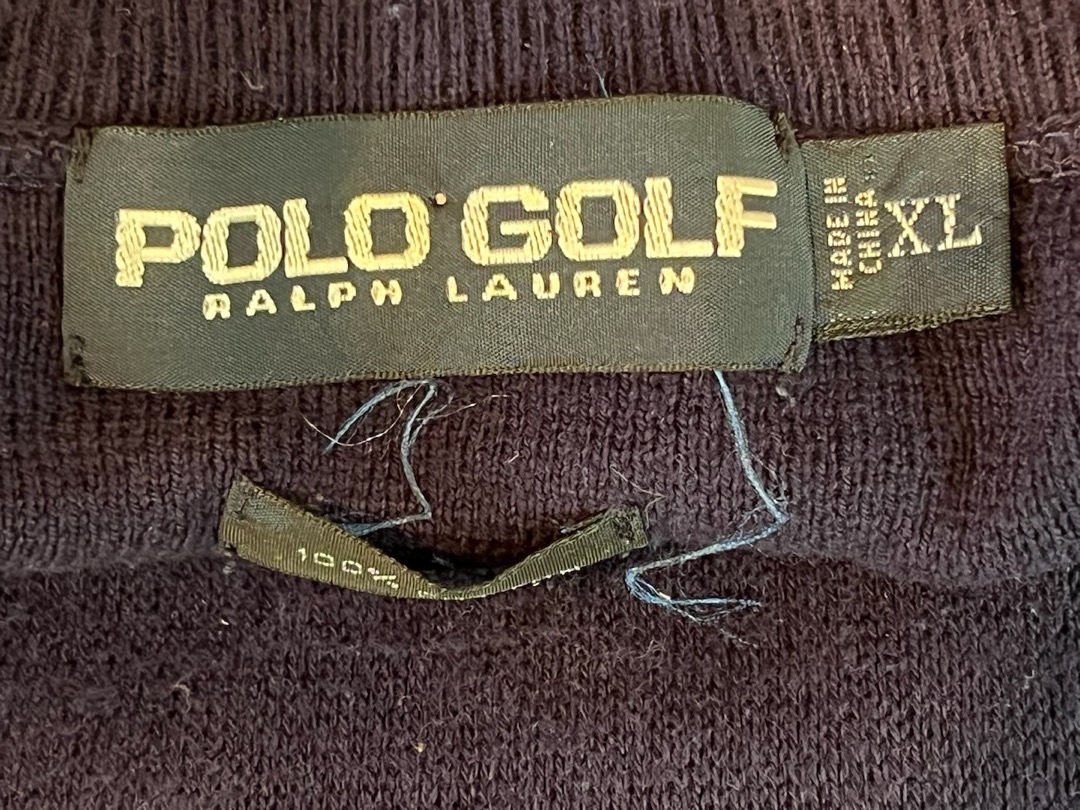 POLO GOLF
RALPH LAUREN
MADE IN
CHINA
XL
100%